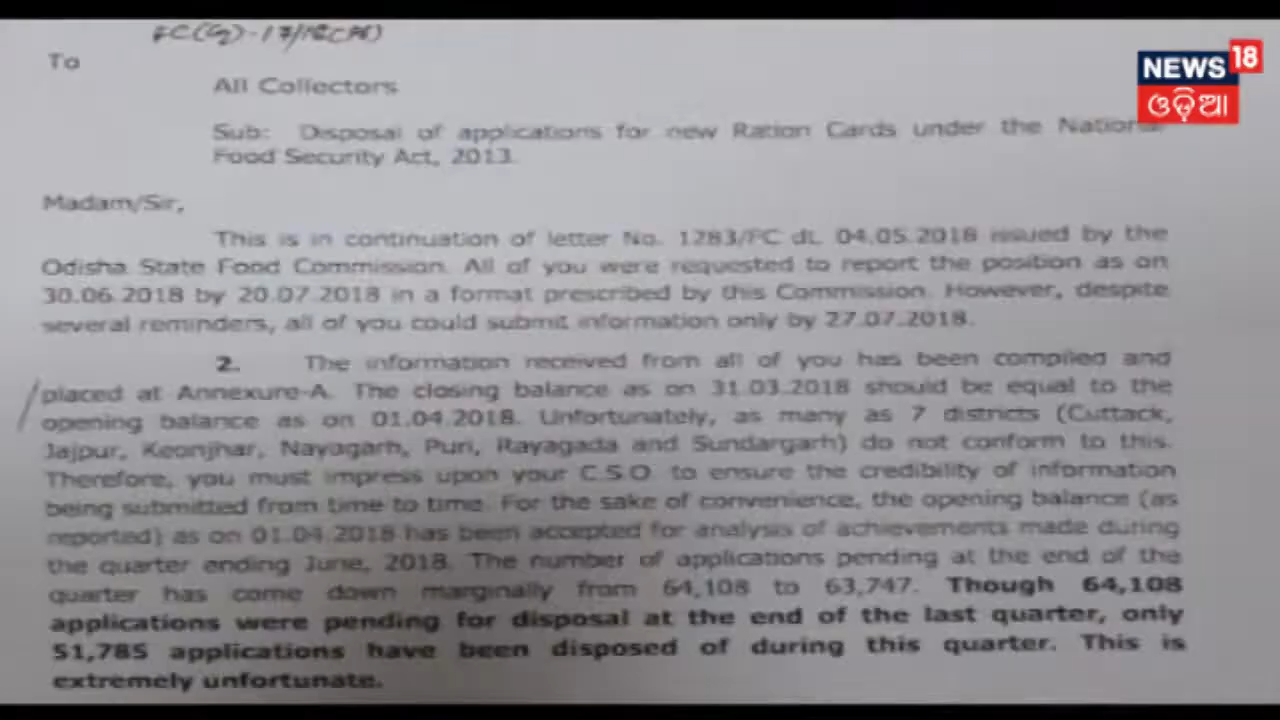 To
All Collectors
NEWS 18
ଓଡ଼ିଆ
Sub: Disposal of applications for new Ration Cards under the National
Food Security Act, 2013.
Madam/Sir,
This is in continuation of letter No. 1283/FC dt. 04.05.2018 issued by the
Odisha State Food Commission. All of you were requested to report the position as on
30.06.2018 by 20.07.2018 in a format prescribed by this Commission. However, despite
several reminders, all of you could submit information only by 27.07.2018.
2. The information received from all of you has been compiled and
placed at Annexure-A. The closing balance as on 31.03.2018 should be equal to the
opening balance as on 01.04.2018. Unfortunately, as many as 7 districts (Cuttack,
Jajpur, Keonjhar, Nayagarh, Puri, Rayagada and Sundargarh) do not conform to this.
Therefore, you must impress upon your C.S.O. to ensure the credibility of information
being submitted from time to time. For the sake of convenience, the opening balance (as
reported) as on 01.04.2018 has been accepted for analysis of achievements made during
the quarter ending June, 2018. The number of applications pending at the end of the
quarter has come down marginally from 64,108 to 63,747. Though 64,108
applications were pending for disposal at the end of the last quarter, only
51,785 applications have been disposed of during this quarter. This is
extremely unfortunate.